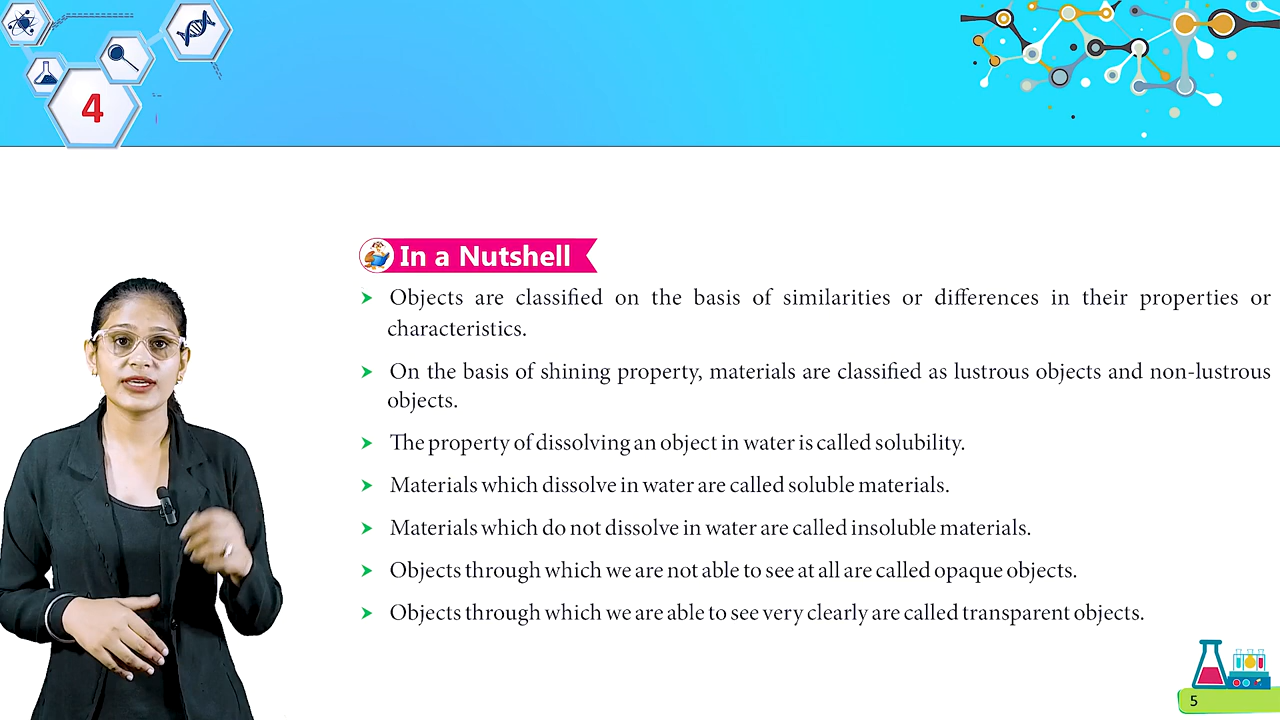 4
In a Nutshell
➤ Objects are classified on the basis of similarities or differences in their properties or
characteristics.
➤ On the basis of shining property, materials are classified as lustrous objects and non-lustrous
objects.
➤ The property of dissolving an object in water is called solubility.
➤ Materials which dissolve in water are called soluble materials.
➤ Materials which do not dissolve in water are called insoluble materials.
➤ Objects through which we are not able to see at all are called opaque objects.
➤ Objects through which we are able to see very clearly are called transparent objects.
5